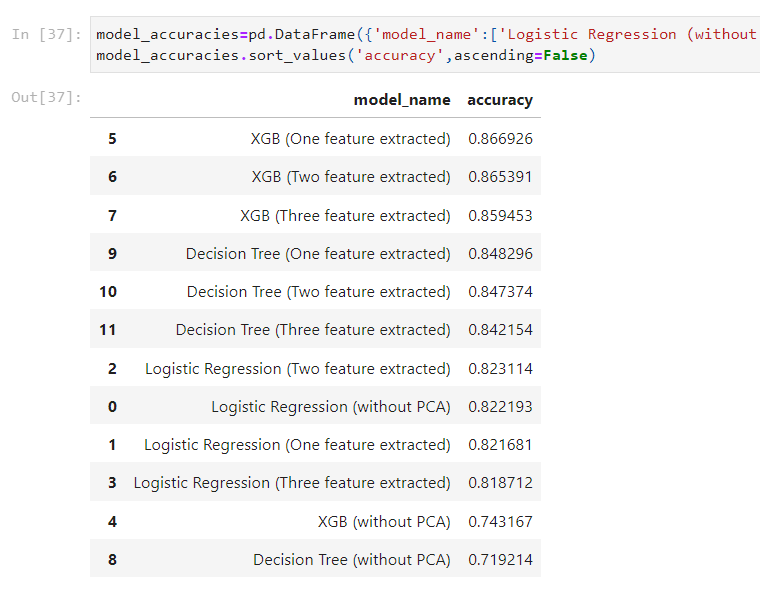 In [37]: model_accuracies=pd.DataFrame({'model_name':['Logistic Regression (without
model_accuracies.sort_values('accuracy',ascending=False)
Out[37]:
model_name accuracy
5 XGB (One feature extracted) 0.866926
6 XGB (Two feature extracted) 0.865391
7 XGB (Three feature extracted) 0.859453
9 Decision Tree (One feature extracted) 0.848296
10 Decision Tree (Two feature extracted) 0.847374
11 Decision Tree (Three feature extracted) 0.842154
2 Logistic Regression (Two feature extracted) 0.823114
0 Logistic Regression (without PCA) 0.822193
1 Logistic Regression (One feature extracted) 0.821681
3 Logistic Regression (Three feature extracted) 0.818712
4 XGB (without PCA) 0.743167
8 Decision Tree (without PCA) 0.719214